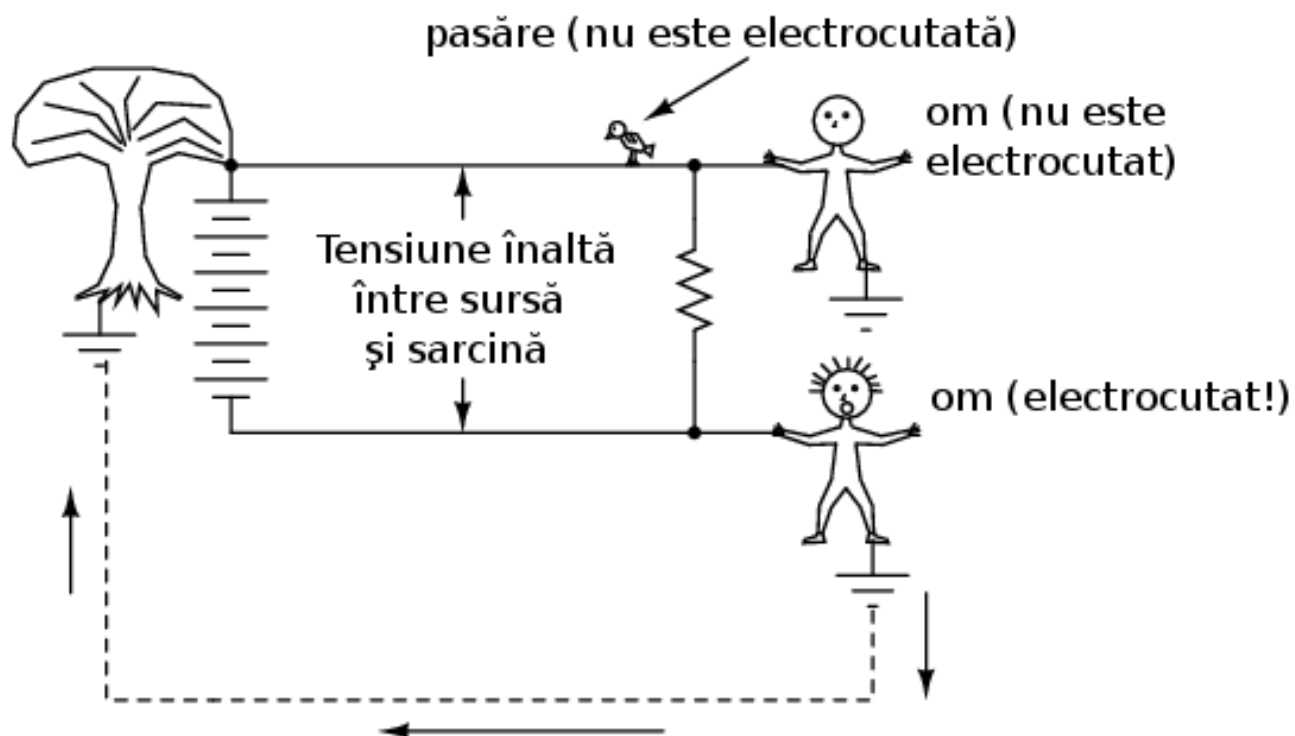 pasăre (nu este electrocutată)
om (nu este
electrocutat)
Tensiune înaltă
între sursă
şi sarcină
om (electrocutat!)